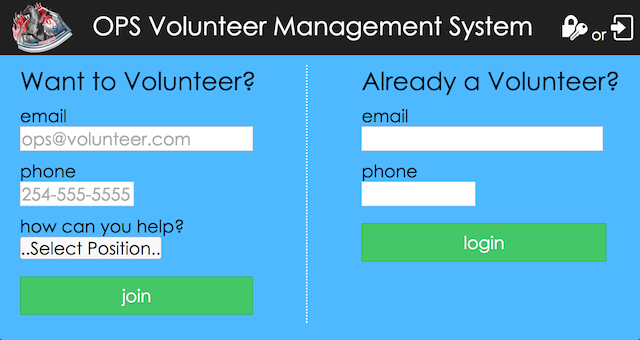 OPS Volunteer Management System
or
Want to Volunteer?
email
ops@volunteer.com
phone
254-555-5555
how can you help?
..Select Position..
join
Already a Volunteer?
email
phone
login